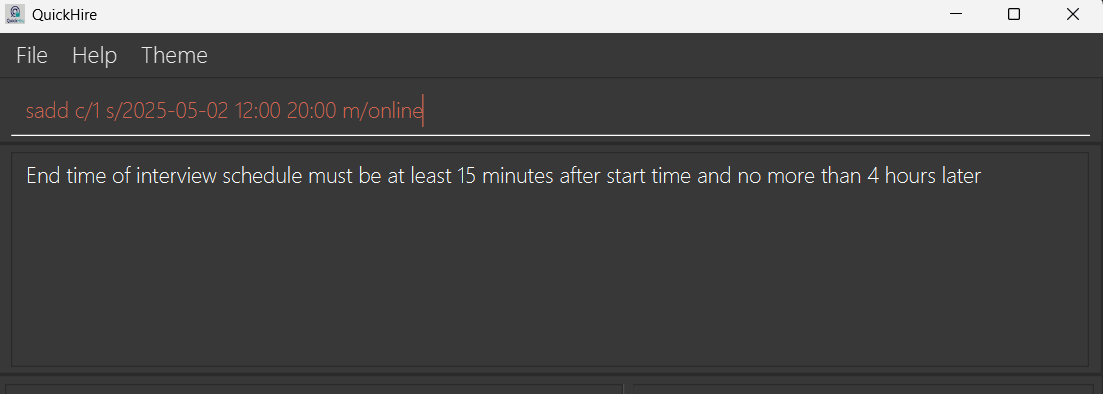 QuickHire
File Help Theme
sadd c/1 s/2025-05-02 12:00 20:00 m/online
End time of interview schedule must be at least 15 minutes after start time and no more than 4 hours later